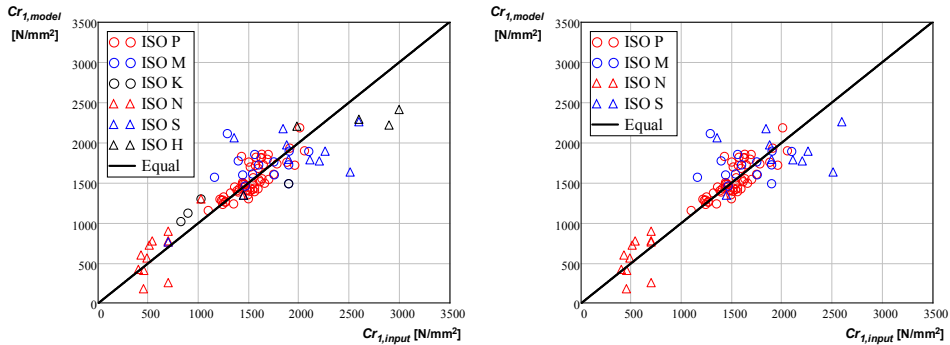 Cr1,model
[N/mm²]
3500
3000
2500
2000
1500
1000
500
0
ISO P
ISO M
ISO K
ISO N
ISO S
ISO H
Equal
0
500
1000
1500
2000
2500
3000
3500
Cr1,input [N/mm²]
Cr1,model
[N/mm²]
3500
3000
2500
2000
1500
1000
500
0
ISO P
ISO M
ISO N
ISO S
Equal
0
500
1000
1500
2000
2500
3000
3500
Cr1,input [N/mm²]